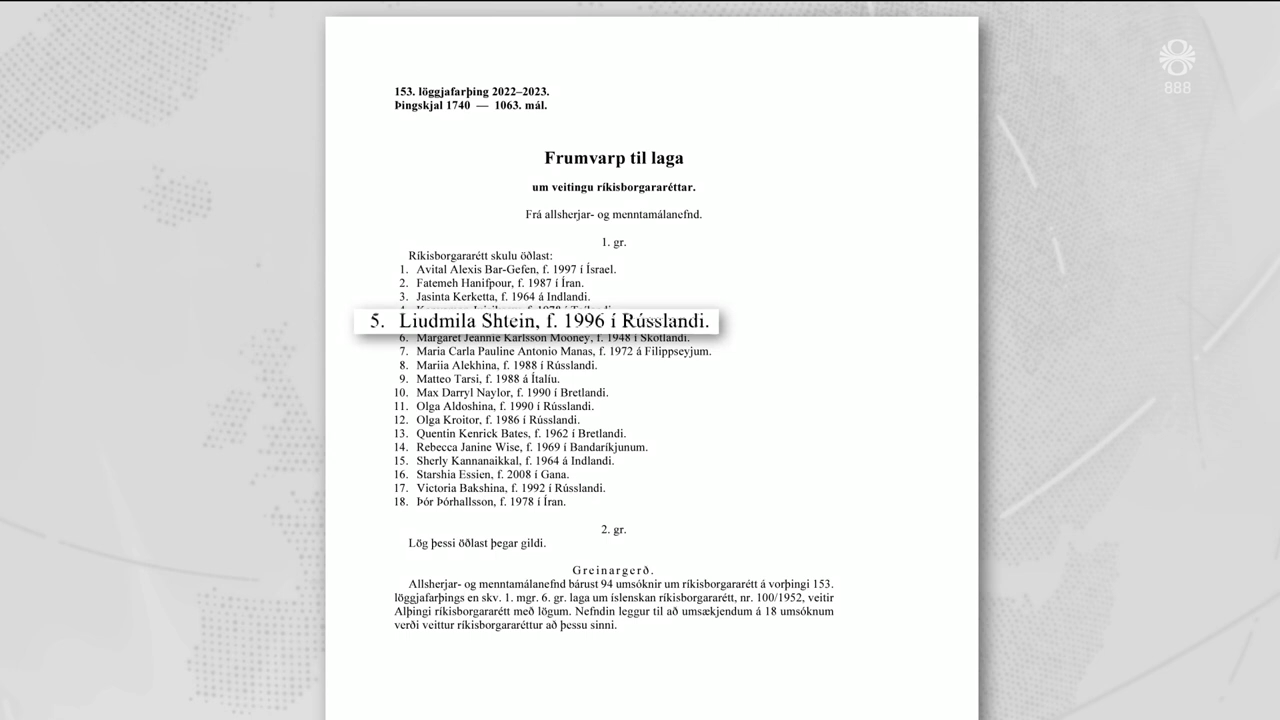 888
153. löggjafarþing 2022–2023.
Þingskjal 1740 — 1063. mál.
Frumvarp til laga
um veitingu ríkisborgararéttar.
Frá allsherjar- og menntamálanefnd.
1. gr.
Ríkisborgararétt skulu öðlast:
1. Avital Alexis Bar-Gefen, f. 1997 í Ísrael.
2. Fatemeh Hanifpour, f. 1987 í Íran.
3. Jasinta Kerketta, f. 1964 á Indlandi.
5. Liudmila Shtein, f. 1996 í Rússlandi.
6. Margaret Jeannie Karlsson Mooney, f. 1948 í Skotlandi.
7. Maria Carla Pauline Antonio Manas, f. 1972 á Filippseyjum.
8. Mariia Alekhina, f. 1988 í Rússlandi.
9. Matteo Tarsi, f. 1988 á Ítalíu.
10. Max Darryl Naylor, f. 1990 í Bretlandi.
11. Olga Aldoshina, f. 1990 í Rússlandi.
12. Olga Kroitor, f. 1986 í Rússlandi.
13. Quentin Kenrick Bates, f. 1962 í Bretlandi.
14. Rebecca Janine Wise, f. 1969 í Bandaríkjunum.
15. Sherly Kannanaikkal, f. 1964 á Indlandi.
16. Starshia Essien, f. 2008 í Gana.
17. Victoria Bakshina, f. 1992 í Rússlandi.
18. Þór Þórhallsson, f. 1978 í Íran.
2. gr.
Lög þessi öðlast þegar gildi.
Greinargerð.
Allsherjar- og menntamálanefnd bárust 94 umsóknir um ríkisborgararétt á vorþingi 153.
löggjafarþings en skv. 1. mgr. 6. gr. laga um íslenskan ríkisborgararétt, nr. 100/1952, veitir
Alþingi ríkisborgararétt með lögum. Nefndin leggur til að umsækjendum á 18 umsóknum
verði veittur ríkisborgararéttur að þessu sinni.